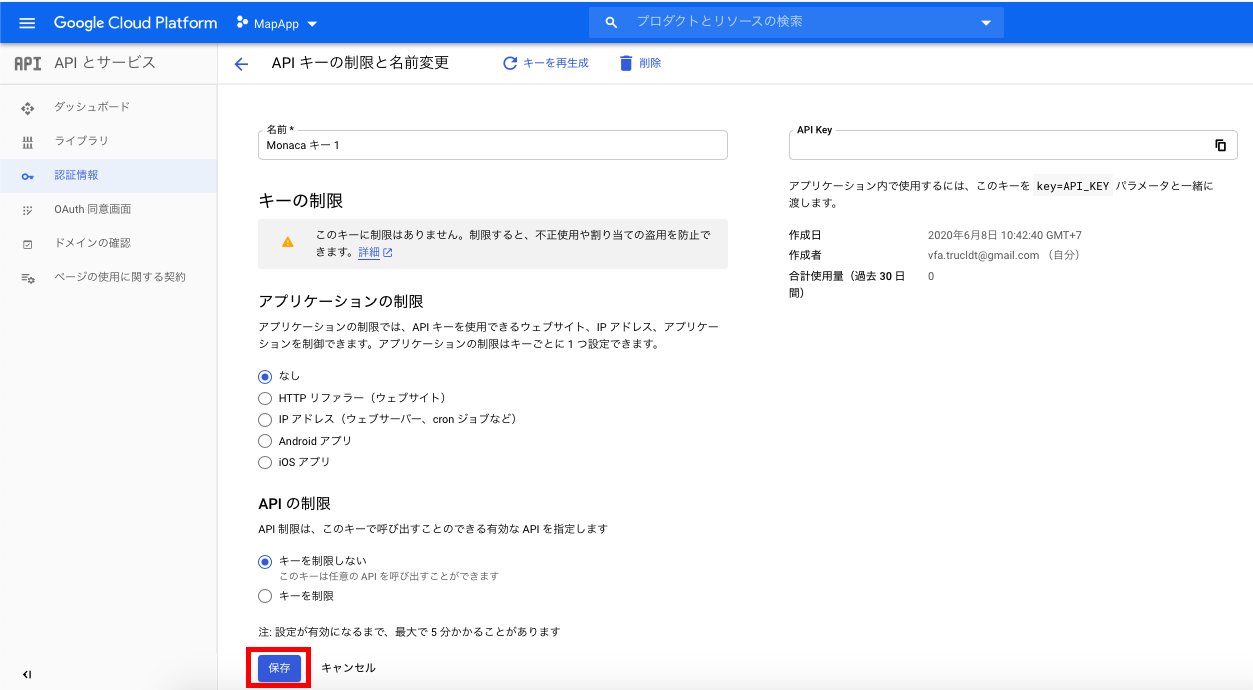 Google Cloud Platform
MapApp
プロダクトとリソースの検索
API
API とサービス
API キーの制限と名前変更
キーを再生成
削除
ダッシュボード
ライブラリ
認証情報
OAuth 同意画面
ドメインの確認
ページの使用に関する契約
名前 *
Monaca キー 1
キーの制限
このキーに制限はありません。制限すると、不正使用や割り当ての盗用を防止で
きます。詳細
アプリケーションの制限
アプリケーションの制限では、API キーを使用できるウェブサイト、IP アドレス、アプリケー
ションを制御できます。アプリケーションの制限はキーごとに 1 つ設定できます。
なし
HTTP リファラー（ウェブサイト）
IP アドレス（ウェブサーバー、cron ジョブなど）
Android アプリ
iOS アプリ
API の制限
API 制限は、このキーで呼び出すことのできる有効な API を指定します
キーを制限しない
このキーは任意の API を呼び出すことができます
キーを制限
注: 設定が有効になるまで、最大で 5 分かかることがあります
保存
キャンセル
API Key
アプリケーション内で使用するには、このキーを key=API_KEY パラメータと一緒に
渡します。
作成日 2020年6月8日 10:42:40 GMT+7
作成者 vfa.trucldt@gmail.com （自分）
合計使用量（過去 30 日 0
間）